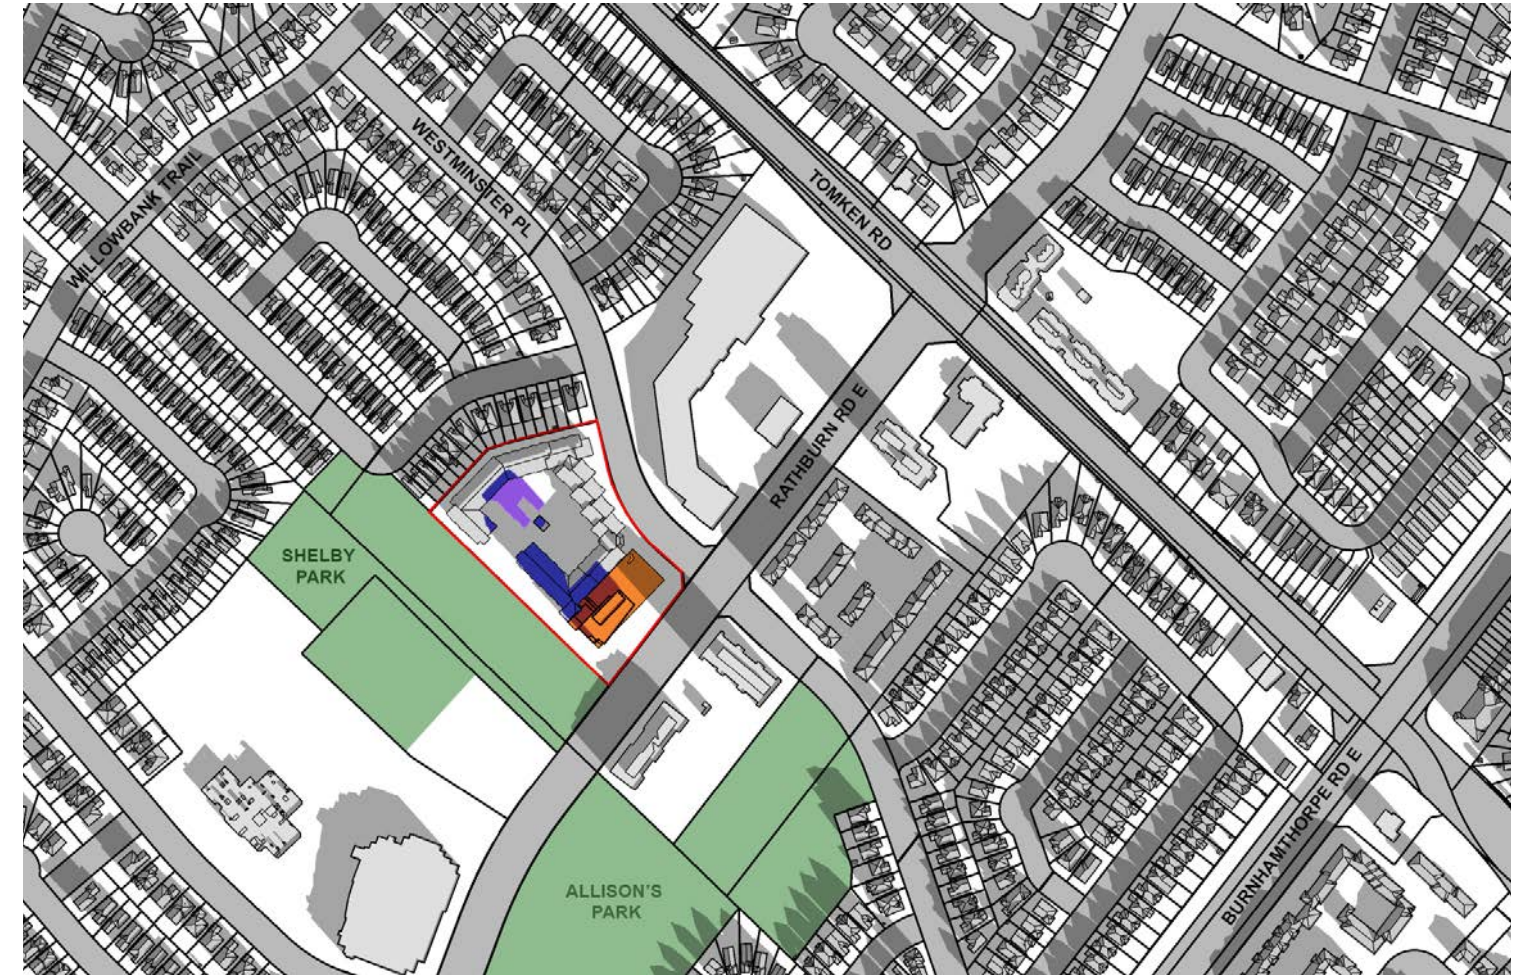 WILLOWBANK TRAIL
WESTMINSTER PL
TOMKEN RD
RATHBURN RD E
SHELBY
PARK
BURNHAMTHORPE RD E
ALLISON'S
PARK